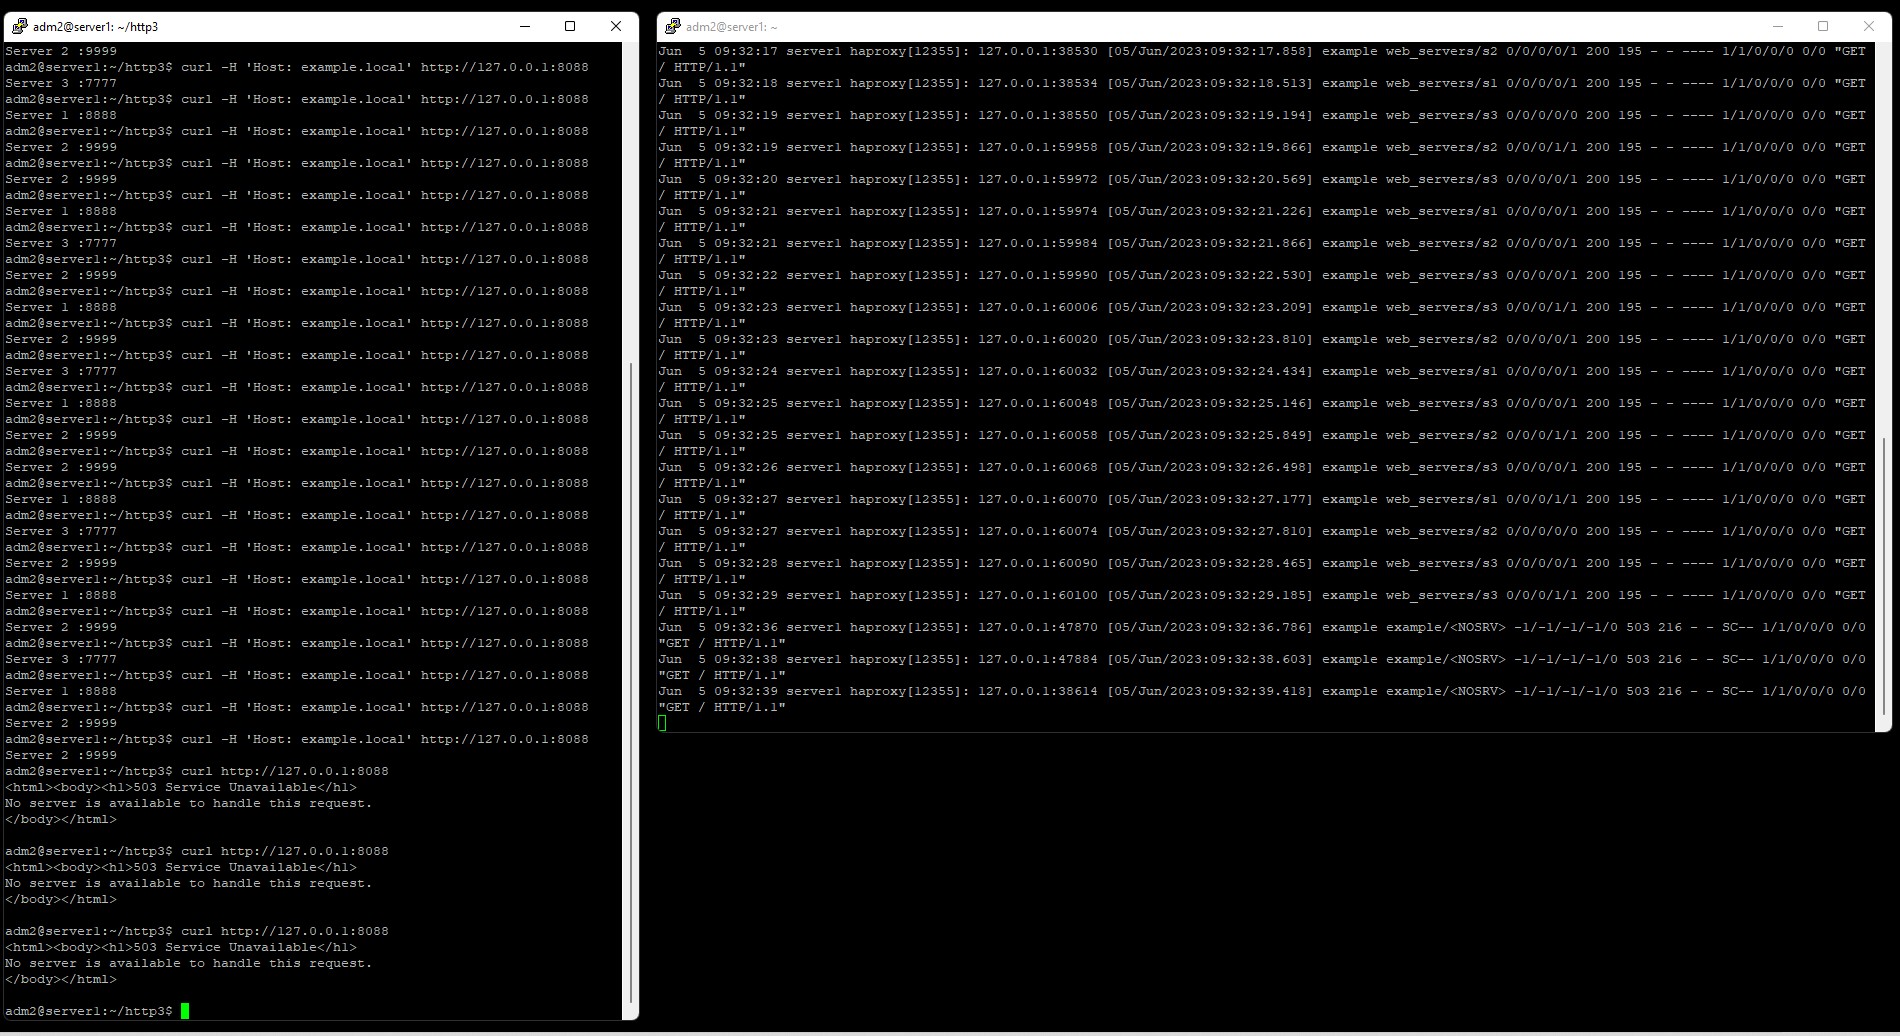 adm2@server1: ~/http3
Server 2 :9999
adm2@server1:~/http3$ curl -H 'Host: example.local' http://127.0.0.1:8088
Server 3 :7777
adm2@server1:~/http3$ curl -H 'Host: example.local' http://127.0.0.1:8088
Server 1 :8888
adm2@server1:~/http3$ curl -H 'Host: example.local' http://127.0.0.1:8088
Server 2 :9999
adm2@server1:~/http3$ curl -H 'Host: example.local' http://127.0.0.1:8088
Server 2 :9999
adm2@server1:~/http3$ curl -H 'Host: example.local' http://127.0.0.1:8088
Server 1 :8888
adm2@server1:~/http3$ curl -H 'Host: example.local' http://127.0.0.1:8088
Server 3 :7777
adm2@server1:~/http3$ curl -H 'Host: example.local' http://127.0.0.1:8088
Server 2 :9999
adm2@server1:~/http3$ curl -H 'Host: example.local' http://127.0.0.1:8088
Server 1 :8888
adm2@server1:~/http3$ curl -H 'Host: example.local' http://127.0.0.1:8088
Server 2 :9999
adm2@server1:~/http3$ curl -H 'Host: example.local' http://127.0.0.1:8088
Server 3 :7777
adm2@server1:~/http3$ curl -H 'Host: example.local' http://127.0.0.1:8088
Server 1 :8888
adm2@server1:~/http3$ curl -H 'Host: example.local' http://127.0.0.1:8088
Server 2 :9999
adm2@server1:~/http3$ curl -H 'Host: example.local' http://127.0.0.1:8088
Server 2 :9999
adm2@server1:~/http3$ curl -H 'Host: example.local' http://127.0.0.1:8088
Server 1 :8888
adm2@server1:~/http3$ curl -H 'Host: example.local' http://127.0.0.1:8088
Server 3 :7777
adm2@server1:~/http3$ curl -H 'Host: example.local' http://127.0.0.1:8088
Server 2 :9999
adm2@server1:~/http3$ curl -H 'Host: example.local' http://127.0.0.1:8088
Server 1 :8888
adm2@server1:~/http3$ curl -H 'Host: example.local' http://127.0.0.1:8088
Server 2 :9999
adm2@server1:~/http3$ curl -H 'Host: example.local' http://127.0.0.1:8088
Server 3 :7777
adm2@server1:~/http3$ curl -H 'Host: example.local' http://127.0.0.1:8088
Server 1 :8888
adm2@server1:~/http3$ curl -H 'Host: example.local' http://127.0.0.1:8088
Server 2 :9999
adm2@server1:~/http3$ curl -H 'Host: example.local' http://127.0.0.1:8088
Server 2 :9999
adm2@server1:~/http3$ curl http://127.0.0.1:8088
<html><body><h1>503 Service Unavailable</h1>
No server is available to handle this request.
</body></html>
adm2@server1:~/http3$ curl http://127.0.0.1:8088
<html><body><h1>503 Service Unavailable</h1>
No server is available to handle this request.
</body></html>
adm2@server1:~/http3$ curl http://127.0.0.1:8088
<html><body><h1>503 Service Unavailable</h1>
No server is available to handle this request.
</body></html>
adm2@server1:~/http3$
adm2@server1: ~
Jun  5 09:32:17 server1 haproxy[12355]: 127.0.0.1:38530 [05/Jun/2023:09:32:17.858] example web_servers/s2 0/0/0/0/1 200 195 - - ---- 1/1/0/0/0 0/0 "GET
/ HTTP/1.1"
Jun  5 09:32:18 server1 haproxy[12355]: 127.0.0.1:38534 [05/Jun/2023:09:32:18.513] example web_servers/s1 0/0/0/0/1 200 195 - - ---- 1/1/0/0/0 0/0 "GET
/ HTTP/1.1"
Jun  5 09:32:19 server1 haproxy[12355]: 127.0.0.1:38550 [05/Jun/2023:09:32:19.194] example web_servers/s3 0/0/0/0/0 200 195 - - ---- 1/1/0/0/0 0/0 "GET
/ HTTP/1.1"
Jun  5 09:32:19 server1 haproxy[12355]: 127.0.0.1:59958 [05/Jun/2023:09:32:19.866] example web_servers/s2 0/0/0/1/1 200 195 - - ---- 1/1/0/0/0 0/0 "GET
/ HTTP/1.1"
Jun  5 09:32:20 server1 haproxy[12355]: 127.0.0.1:59972 [05/Jun/2023:09:32:20.569] example web_servers/s3 0/0/0/0/1 200 195 - - ---- 1/1/0/0/0 0/0 "GET
/ HTTP/1.1"
Jun  5 09:32:21 server1 haproxy[12355]: 127.0.0.1:59974 [05/Jun/2023:09:32:21.226] example web_servers/s1 0/0/0/0/1 200 195 - - ---- 1/1/0/0/0 0/0 "GET
/ HTTP/1.1"
Jun  5 09:32:21 server1 haproxy[12355]: 127.0.0.1:59984 [05/Jun/2023:09:32:21.866] example web_servers/s2 0/0/0/0/1 200 195 - - ---- 1/1/0/0/0 0/0 "GET
/ HTTP/1.1"
Jun  5 09:32:22 server1 haproxy[12355]: 127.0.0.1:59990 [05/Jun/2023:09:32:22.530] example web_servers/s3 0/0/0/0/1 200 195 - - ---- 1/1/0/0/0 0/0 "GET
/ HTTP/1.1"
Jun  5 09:32:23 server1 haproxy[12355]: 127.0.0.1:60006 [05/Jun/2023:09:32:23.209] example web_servers/s3 0/0/0/1/1 200 195 - - ---- 1/1/0/0/0 0/0 "GET
/ HTTP/1.1"
Jun  5 09:32:23 server1 haproxy[12355]: 127.0.0.1:60020 [05/Jun/2023:09:32:23.810] example web_servers/s2 0/0/0/0/1 200 195 - - ---- 1/1/0/0/0 0/0 "GET
/ HTTP/1.1"
Jun  5 09:32:24 server1 haproxy[12355]: 127.0.0.1:60032 [05/Jun/2023:09:32:24.434] example web_servers/s1 0/0/0/0/1 200 195 - - ---- 1/1/0/0/0 0/0 "GET
/ HTTP/1.1"
Jun  5 09:32:25 server1 haproxy[12355]: 127.0.0.1:60048 [05/Jun/2023:09:32:25.146] example web_servers/s3 0/0/0/0/1 200 195 - - ---- 1/1/0/0/0 0/0 "GET
/ HTTP/1.1"
Jun  5 09:32:25 server1 haproxy[12355]: 127.0.0.1:60058 [05/Jun/2023:09:32:25.849] example web_servers/s2 0/0/0/1/1 200 195 - - ---- 1/1/0/0/0 0/0 "GET
/ HTTP/1.1"
Jun  5 09:32:26 server1 haproxy[12355]: 127.0.0.1:60068 [05/Jun/2023:09:32:26.498] example web_servers/s3 0/0/0/0/1 200 195 - - ---- 1/1/0/0/0 0/0 "GET
/ HTTP/1.1"
Jun  5 09:32:27 server1 haproxy[12355]: 127.0.0.1:60070 [05/Jun/2023:09:32:27.177] example web_servers/s1 0/0/0/1/1 200 195 - - ---- 1/1/0/0/0 0/0 "GET
/ HTTP/1.1"
Jun  5 09:32:27 server1 haproxy[12355]: 127.0.0.1:60074 [05/Jun/2023:09:32:27.810] example web_servers/s2 0/0/0/0/0 200 195 - - ---- 1/1/0/0/0 0/0 "GET
/ HTTP/1.1"
Jun  5 09:32:28 server1 haproxy[12355]: 127.0.0.1:60090 [05/Jun/2023:09:32:28.465] example web_servers/s3 0/0/0/0/1 200 195 - - ---- 1/1/0/0/0 0/0 "GET
/ HTTP/1.1"
Jun  5 09:32:29 server1 haproxy[12355]: 127.0.0.1:60100 [05/Jun/2023:09:32:29.185] example web_servers/s3 0/0/0/1/1 200 195 - - ---- 1/1/0/0/0 0/0 "GET
/ HTTP/1.1"
Jun  5 09:32:36 server1 haproxy[12355]: 127.0.0.1:47870 [05/Jun/2023:09:32:36.786] example example/<NOSRV> -1/-1/-1/-1/0 503 216 - - SC-- 1/1/0/0/0 0/0
"GET / HTTP/1.1"
Jun  5 09:32:38 server1 haproxy[12355]: 127.0.0.1:47884 [05/Jun/2023:09:32:38.603] example example/<NOSRV> -1/-1/-1/-1/0 503 216 - - SC-- 1/1/0/0/0 0/0
"GET / HTTP/1.1"
Jun  5 09:32:39 server1 haproxy[12355]: 127.0.0.1:38614 [05/Jun/2023:09:32:39.418] example example/<NOSRV> -1/-1/-1/-1/0 503 216 - - SC-- 1/1/0/0/0 0/0
"GET / HTTP/1.1"